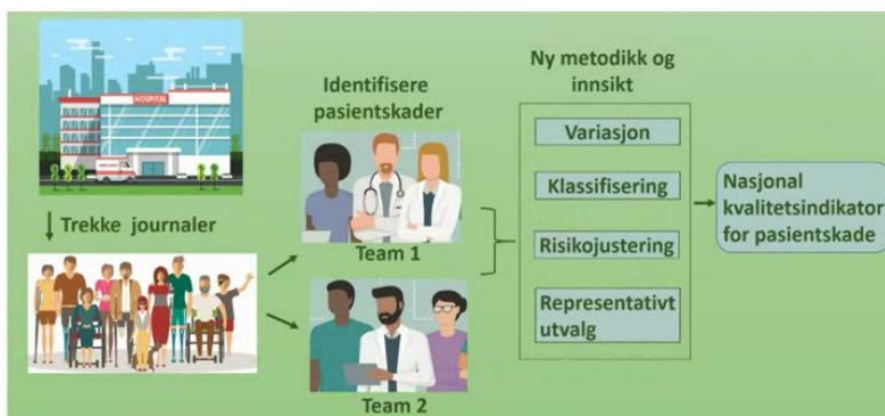 HOSPITAL
Trekke journaler
Identifisere
pasientskader
Team 1
Team 2
Ny metodikk og
innsikt
Variasjon
Klassifisering
Risikojustering
Representativt
utvalg
Nasjonal
kvalitetsindikator
for pasientskade